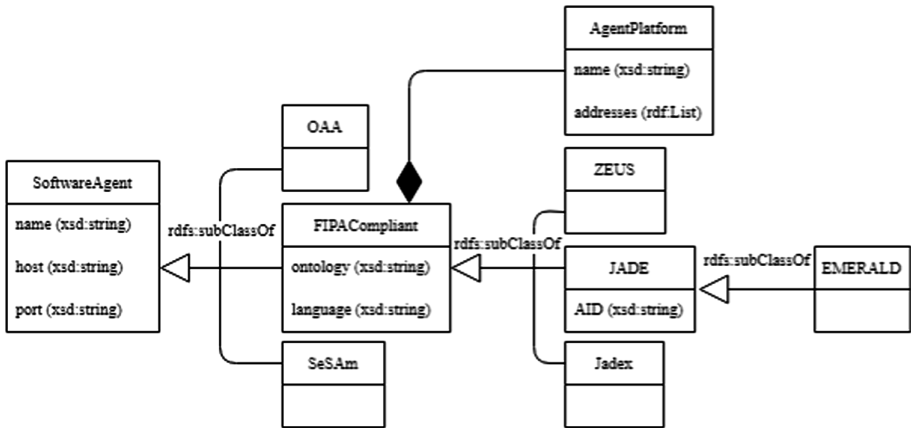 AgentPlatform
name (xsd:string)
addresses (rdf:List)
OAA
SoftwareAgent
name (xsd:string)
host (xsd:string)
port (xsd:string)
rdfs:subClassOf
FIPACompliant
ontology (xsd:string)
language (xsd:string)
SeSAm
rdfs:subClassOf
ZEUS
JADE
AID (xsd:string)
Jadex
rdfs:subClassOf
EMERALD